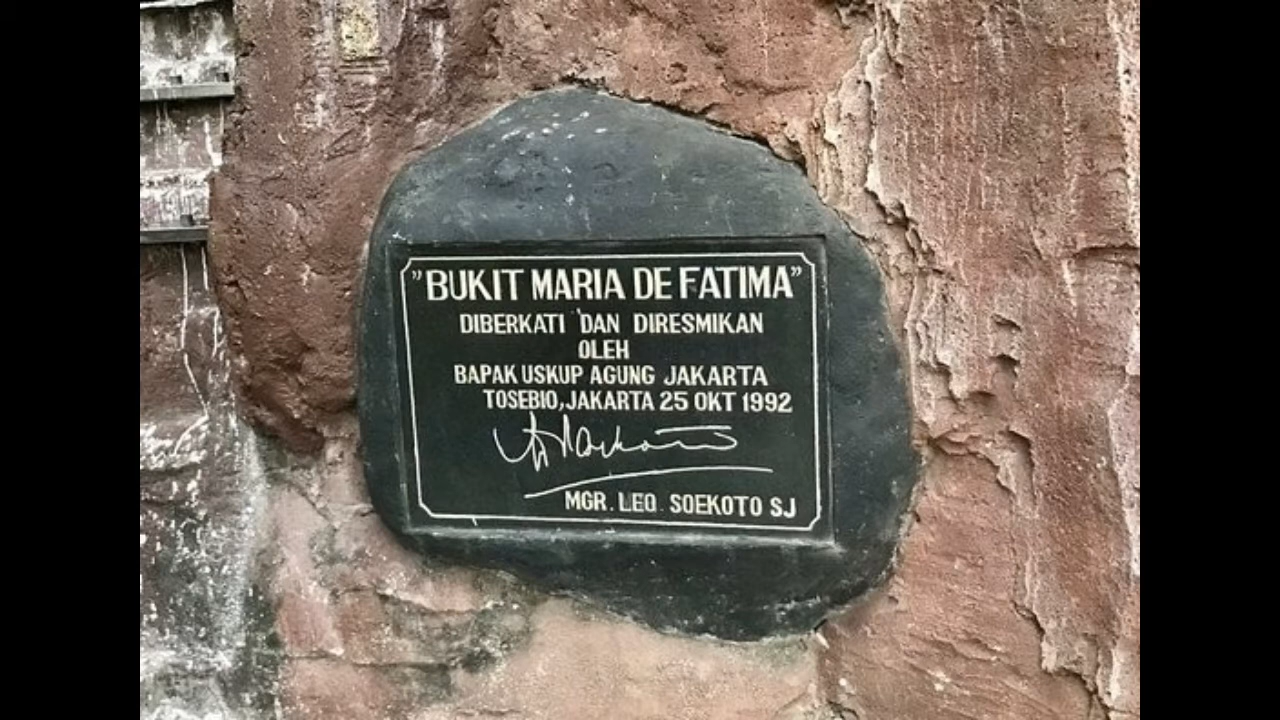 "BUKIT MARIA DE FATIMA"
DIBERKATI DAN DIRESMIKAN
OLEH
BAPAK USKUP AGUNG JAKARTA
TOSEBIO, JAKARTA 25 OKT 1992
MGR. LEO. SOEKOTO SJ